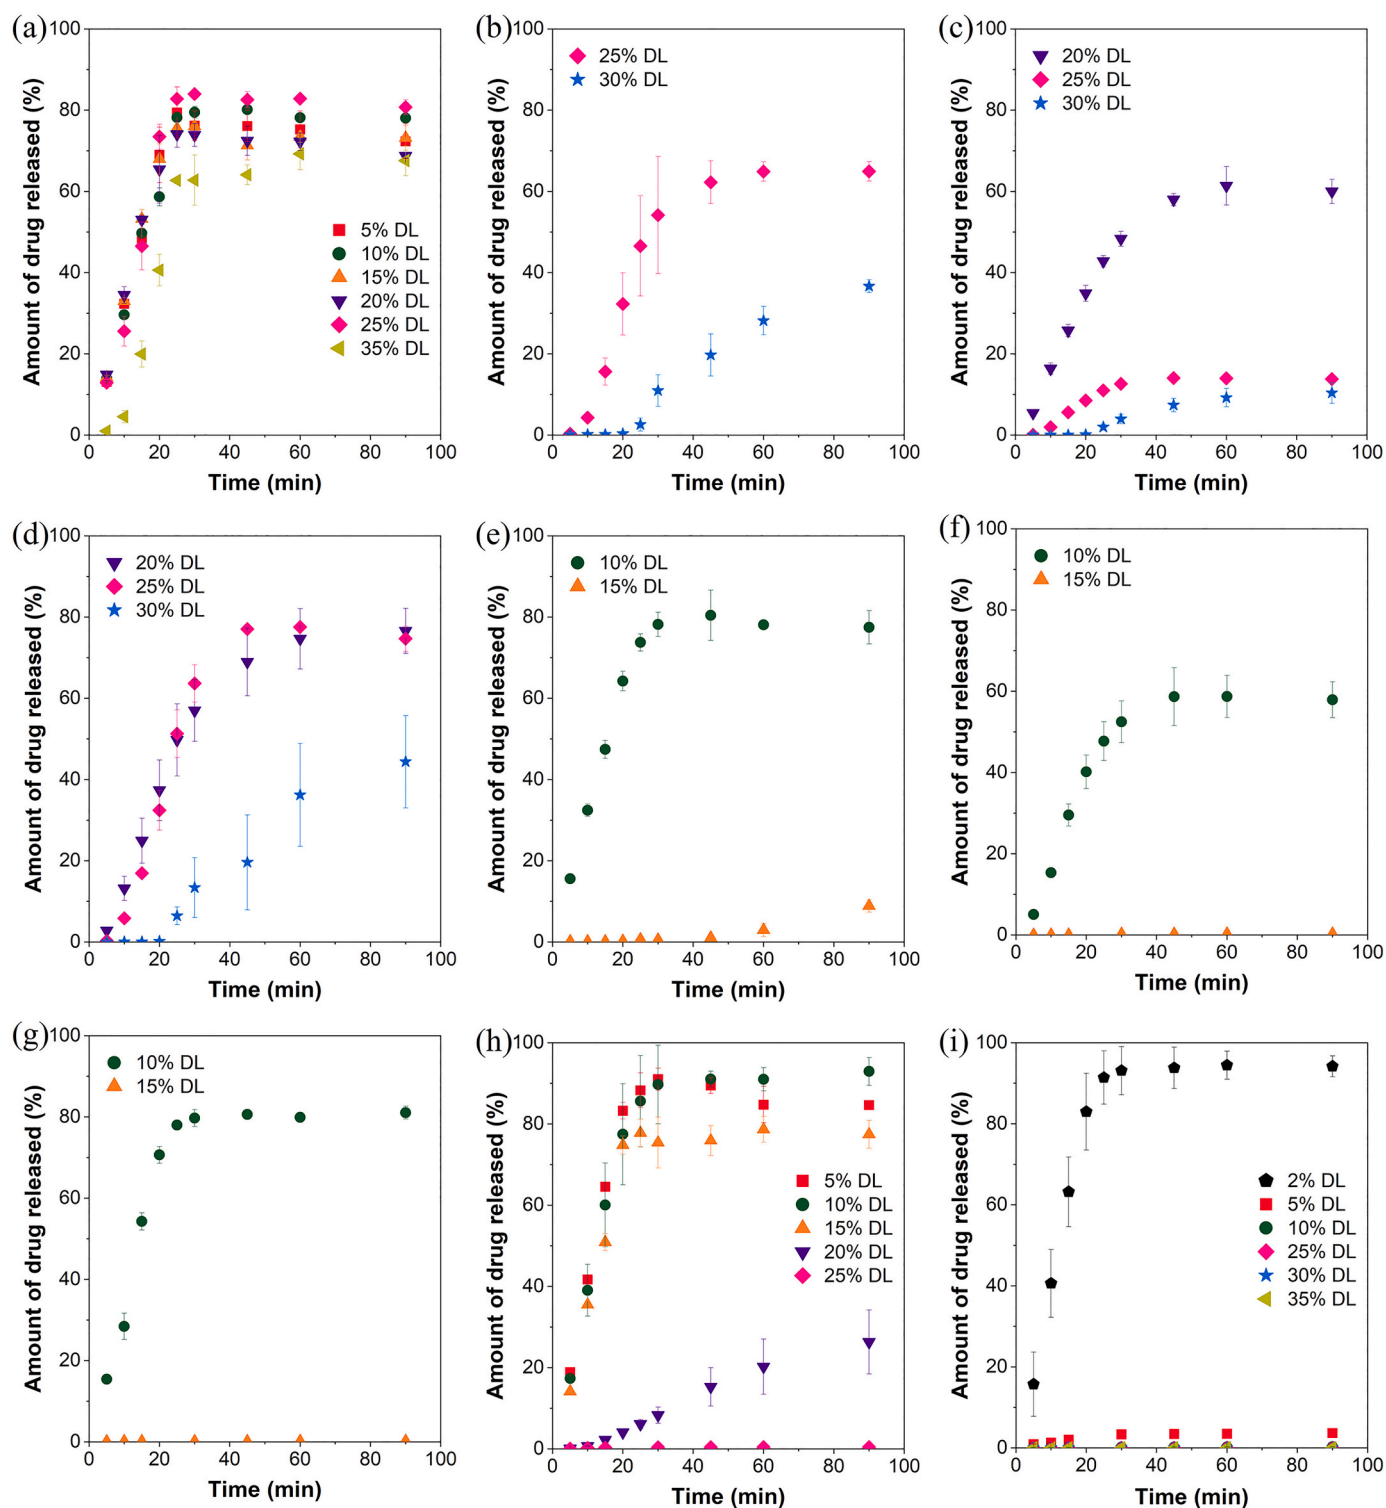 (a)
100
80
60
40
20
0
Amount of drug released (%)
5% DL
10% DL
15% DL
20% DL
25% DL
35% DL
0 20 40 60 80 100
Time (min)
(b)
100
80
60
40
20
0
Amount of drug released (%)
25% DL
30% DL
0 20 40 60 80 100
Time (min)
(c)
100
80
60
40
20
0
Amount of drug released (%)
20% DL
25% DL
30% DL
0 20 40 60 80 100
Time (min)
(d)
100
80
60
40
20
0
Amount of drug released (%)
20% DL
25% DL
30% DL
0 20 40 60 80 100
Time (min)
(e)
100
80
60
40
20
0
Amount of drug released (%)
10% DL
15% DL
0 20 40 60 80 100
Time (min)
(f)
100
80
60
40
20
0
Amount of drug released (%)
10% DL
15% DL
0 20 40 60 80 100
Time (min)
(g)
100
80
60
40
20
0
Amount of drug released (%)
10% DL
15% DL
0 20 40 60 80 100
Time (min)
(h)
100
80
60
40
20
0
Amount of drug released (%)
5% DL
10% DL
15% DL
20% DL
25% DL
0 20 40 60 80 100
Time (min)
(i)
100
80
60
40
20
0
Amount of drug released (%)
2% DL
5% DL
10% DL
25% DL
30% DL
35% DL
0 20 40 60 80 100
Time (min)